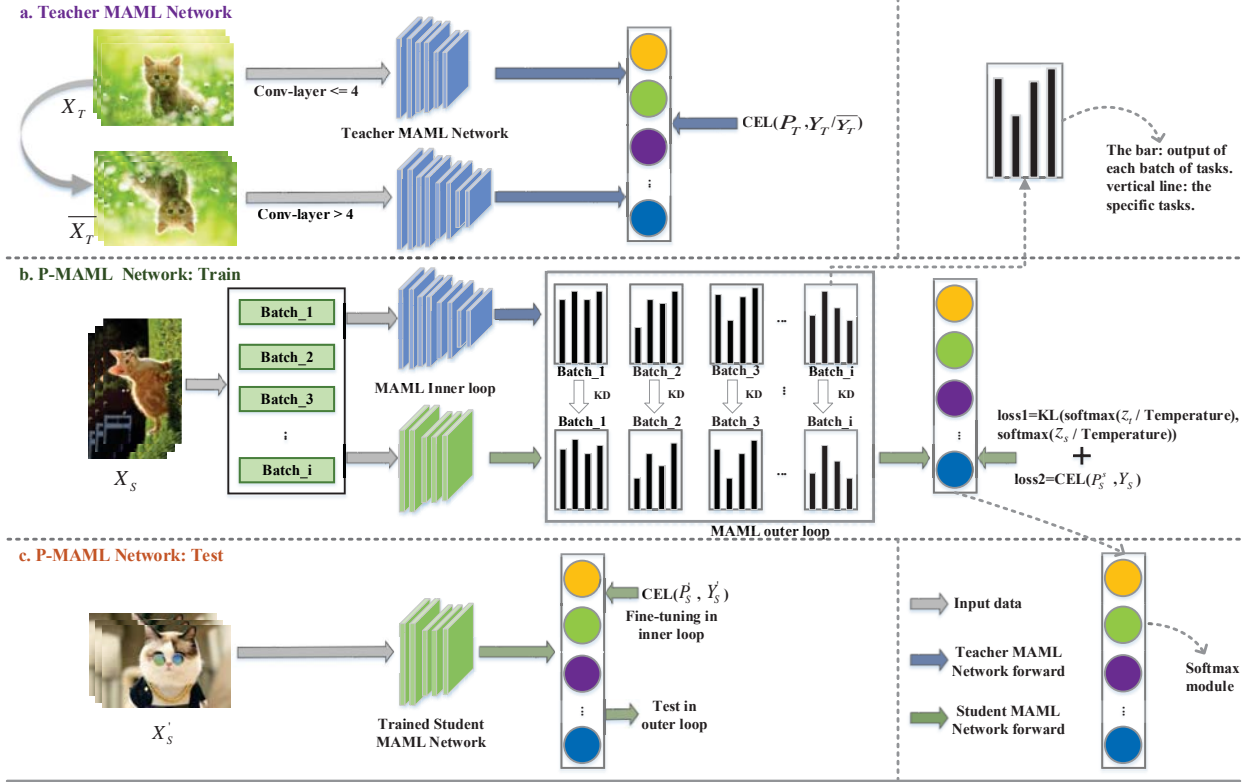 a. Teacher MAML Network
X_T
Conv-layer <= 4
Teacher MAML Network
CEL(P_T ,Y_T/\overline{Y_T})
\overline{X_T}
Conv-layer > 4
⋮
The bar: output of
each batch of tasks.
vertical line: the
specific tasks.
b. P-MAML Network: Train
X_S
Batch_1
Batch_2
Batch_3
⋮
Batch_i
MAML Inner loop
...
Batch_1
Batch_2
Batch_3
Batch_i
KD
KD
KD
⋮
KD
Batch_1
Batch_2
Batch_3
Batch_i
...
MAML outer loop
⋮
loss1=KL(softmax(z_t / Temperature),
softmax(z_s / Temperature))
+
loss2=CEL(P_S^s ,Y_S)
c. P-MAML Network: Test
X_S^'
Trained Student
MAML Network
CEL(P_S^' , Y_S^')
Fine-tuning in
inner loop
⋮
Test in
outer loop
Input data
Teacher MAML
Network forward
Student MAML
Network forward
⋮
Softmax
module